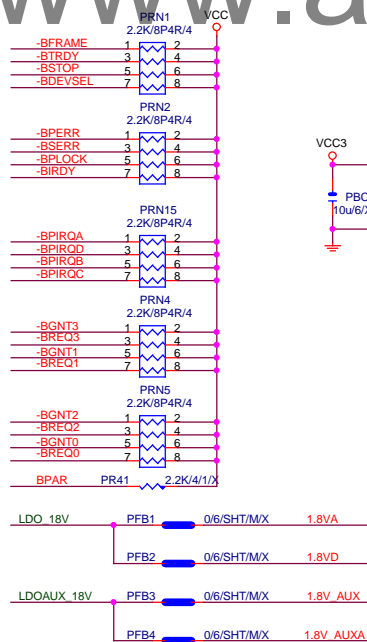 www.a
PRN1 VCC
2.2K/8P4R/4
-BFRAME 1 2
-BTRDY 3 4
-BSTOP 5 6
-BDEVSEL 7 8
PRN2
2.2K/8P4R/4
-BPERR 1 2
-BSERR 3 4
-BPLOCK 5 6
-BIRDY 7 8
VCC3
PBC
10u/6/X
PRN15
2.2K/8P4R/4
-BPIRQA 1 2
-BPIRQD 3 4
-BPIRQB 5 6
-BPIRQC 7 8
PRN4
2.2K/8P4R/4
-BGNT3 1 2
-BREQ3 3 4
-BGNT1 5 6
-BREQ1 7 8
PRN5
2.2K/8P4R/4
-BGNT2 1 2
-BREQ2 3 4
-BGNT0 5 6
-BREQ0 7 8
BPAR PR41 2.2K/4/1/X
LDO_18V PFB1 0/6/SHT/M/X 1.8VA
PFB2 0/6/SHT/M/X 1.8VD
LDOAUX_18V PFB3 0/6/SHT/M/X 1.8V_AUX
PFB4 0/6/SHT/M/X 1.8V_AUXA